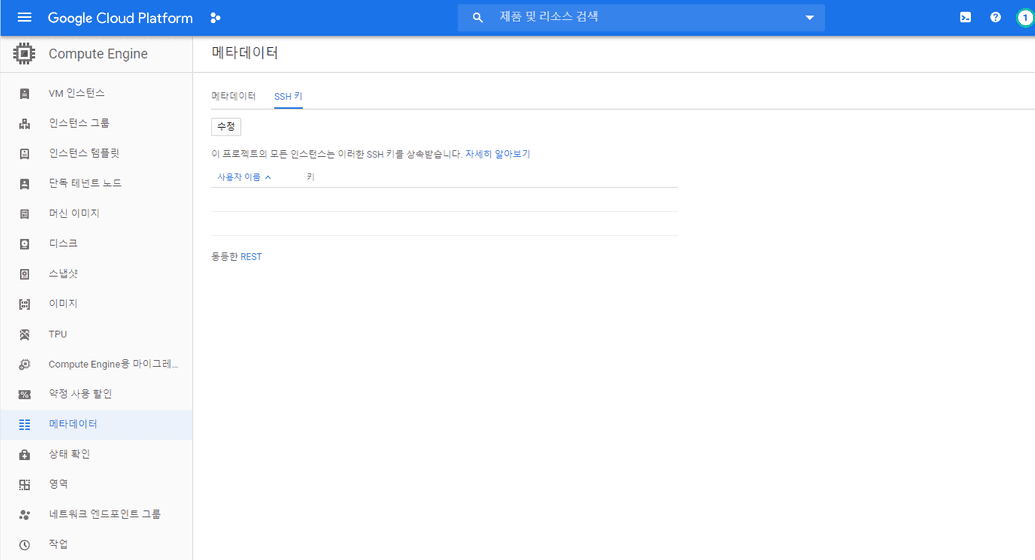 Google Cloud Platform
제품 및 리소스 검색
1
Compute Engine
메타데이터
VM 인스턴스
인스턴스 그룹
인스턴스 템플릿
단독 테넌트 노드
머신 이미지
디스크
스냅샷
이미지
TPU
Compute Engine용 마이그레...
약정 사용 할인
메타데이터
상태 확인
영역
네트워크 엔드포인트 그룹
작업
메타데이터 SSH 키
수정
이 프로젝트의 모든 인스턴스는 이러한 SSH 키를 상속받습니다. 자세히 알아보기
사용자 이름 키
동등한 REST